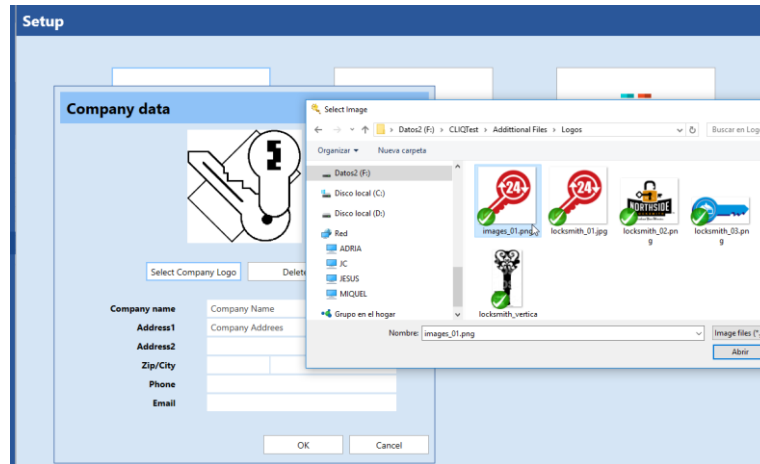 Setup
Company data
Select Company Logo
Delete
Company name
Company Name
Address1
Company Addrees
Address2
Zip/City
Phone
Email
OK
Cancel
Select Image
Datos2 (F:) > CLIQTest > Addittional Files > Logos
Buscar en Log
Organizar
Nueva carpeta
Datos2 (F:)
Disco local (C:)
Disco local (D:)
Red
ADRIA
JC
JESUS
MIQUEL
Grupo en el hogar
24
images_01.png
24
locksmith_01.jpg
NORTHSIDE
locksmith_02.pn
g
locksmith_03.pn
g
locksmith_vertica
Nombre:
images_01.png
Image files (*.
Abrir